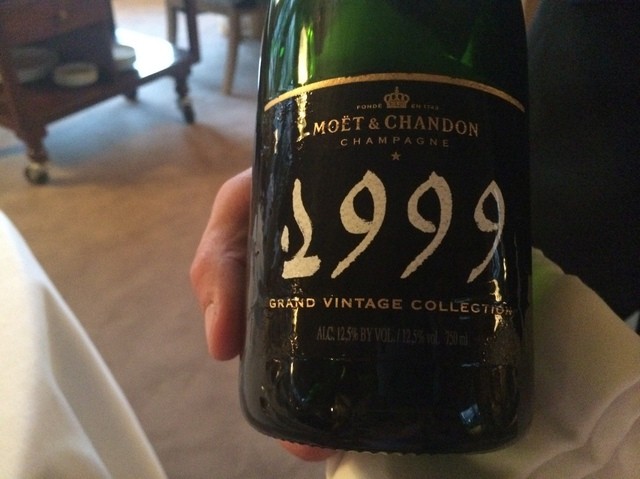 FONDÉ EN 1743
MOËT & CHANDON
CHAMPAGNE
1999
GRAND VINTAGE COLLECTION
ALC. 12.5% BY VOL. / 12.5% vol. 750 ml